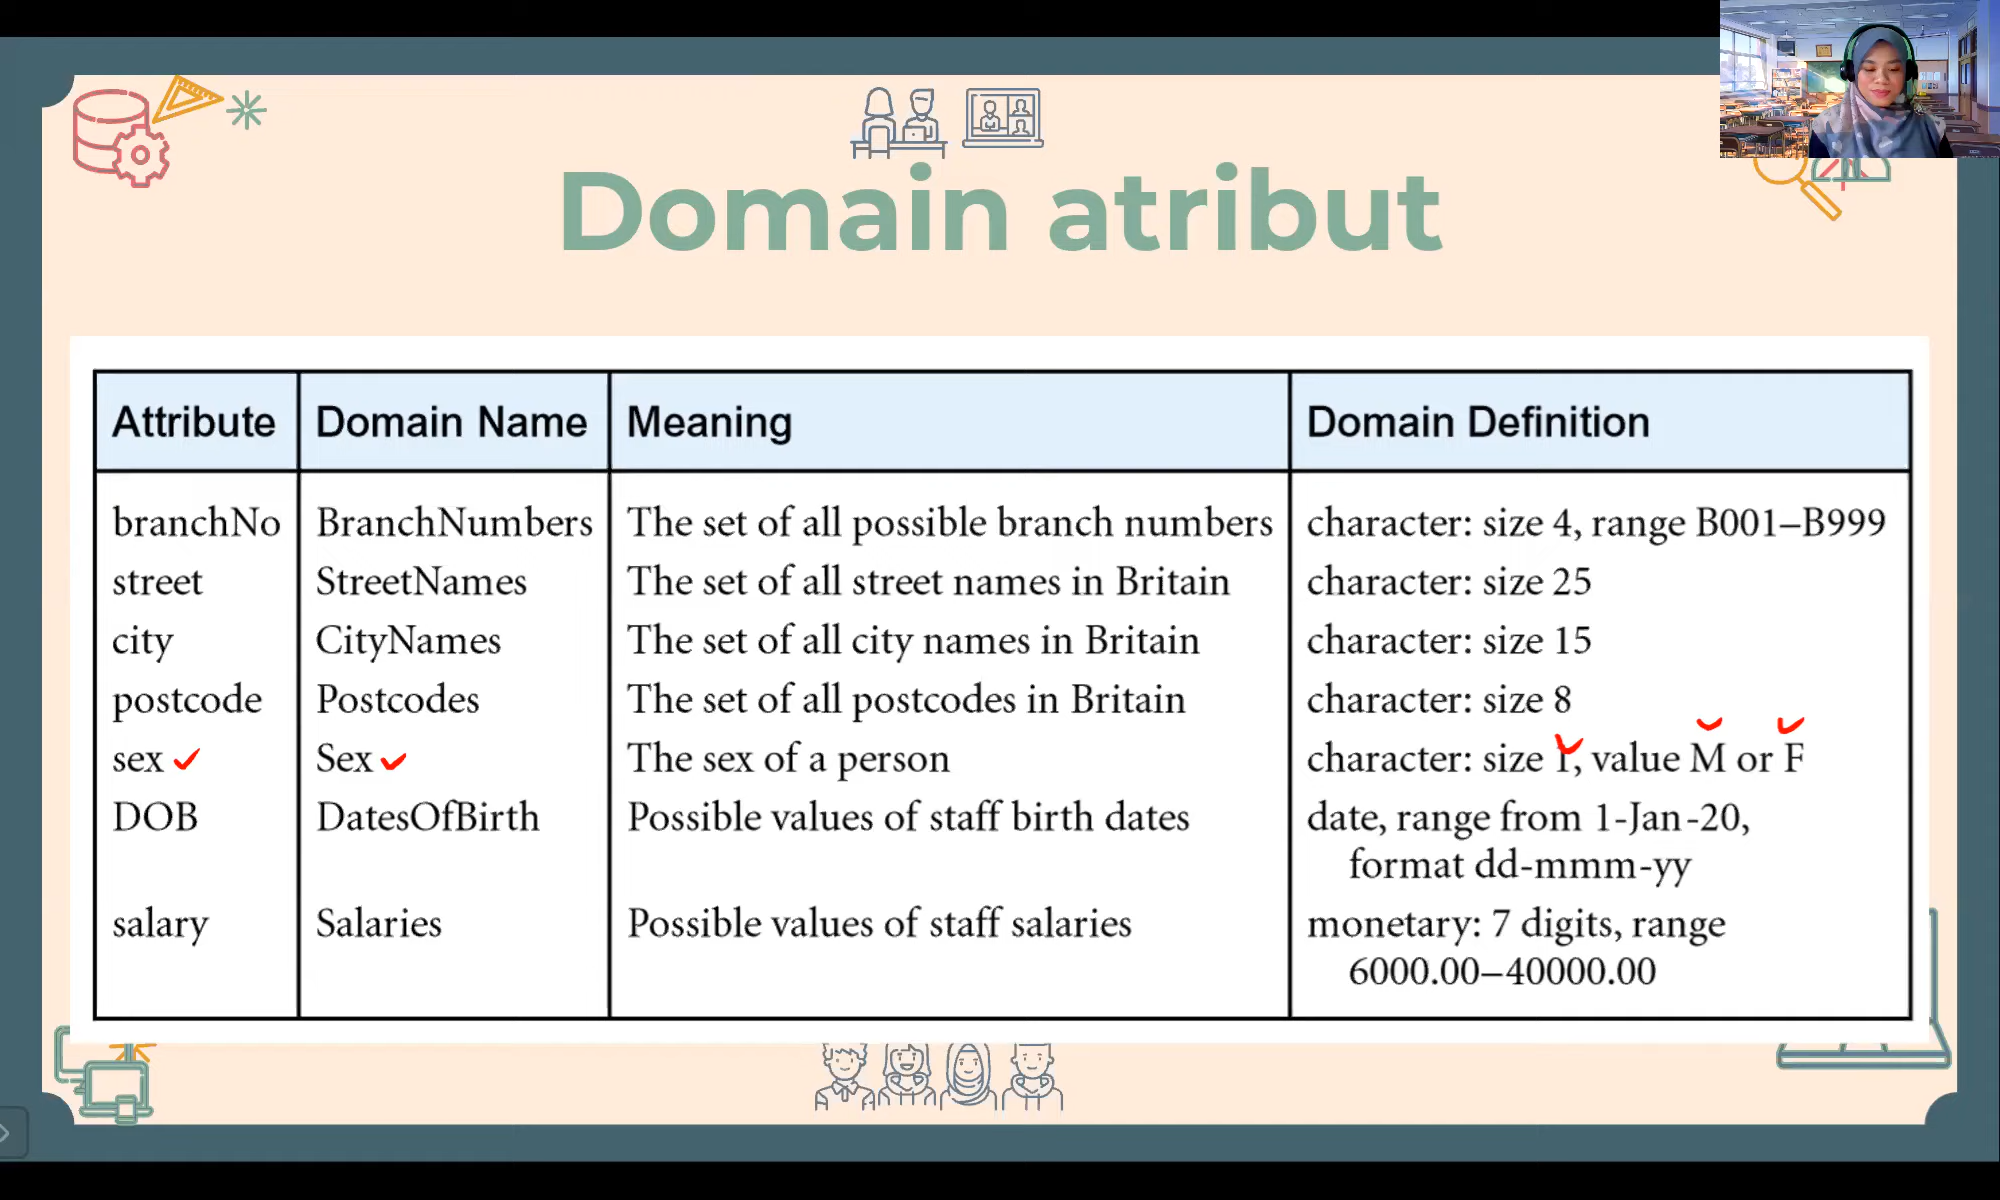 Domain atribut
Attribute Domain Name Meaning Domain Definition
branchNo BranchNumbers The set of all possible branch numbers character: size 4, range B001–B999
street StreetNames The set of all street names in Britain character: size 25
city CityNames The set of all city names in Britain character: size 15
postcode Postcodes The set of all postcodes in Britain character: size 8
sex Sex The sex of a person character: size 1, value M or F
DOB DatesOfBirth Possible values of staff birth dates date, range from 1-Jan-20,
format dd-mmm-yy
salary Salaries Possible values of staff salaries monetary: 7 digits, range
6000.00–40000.00